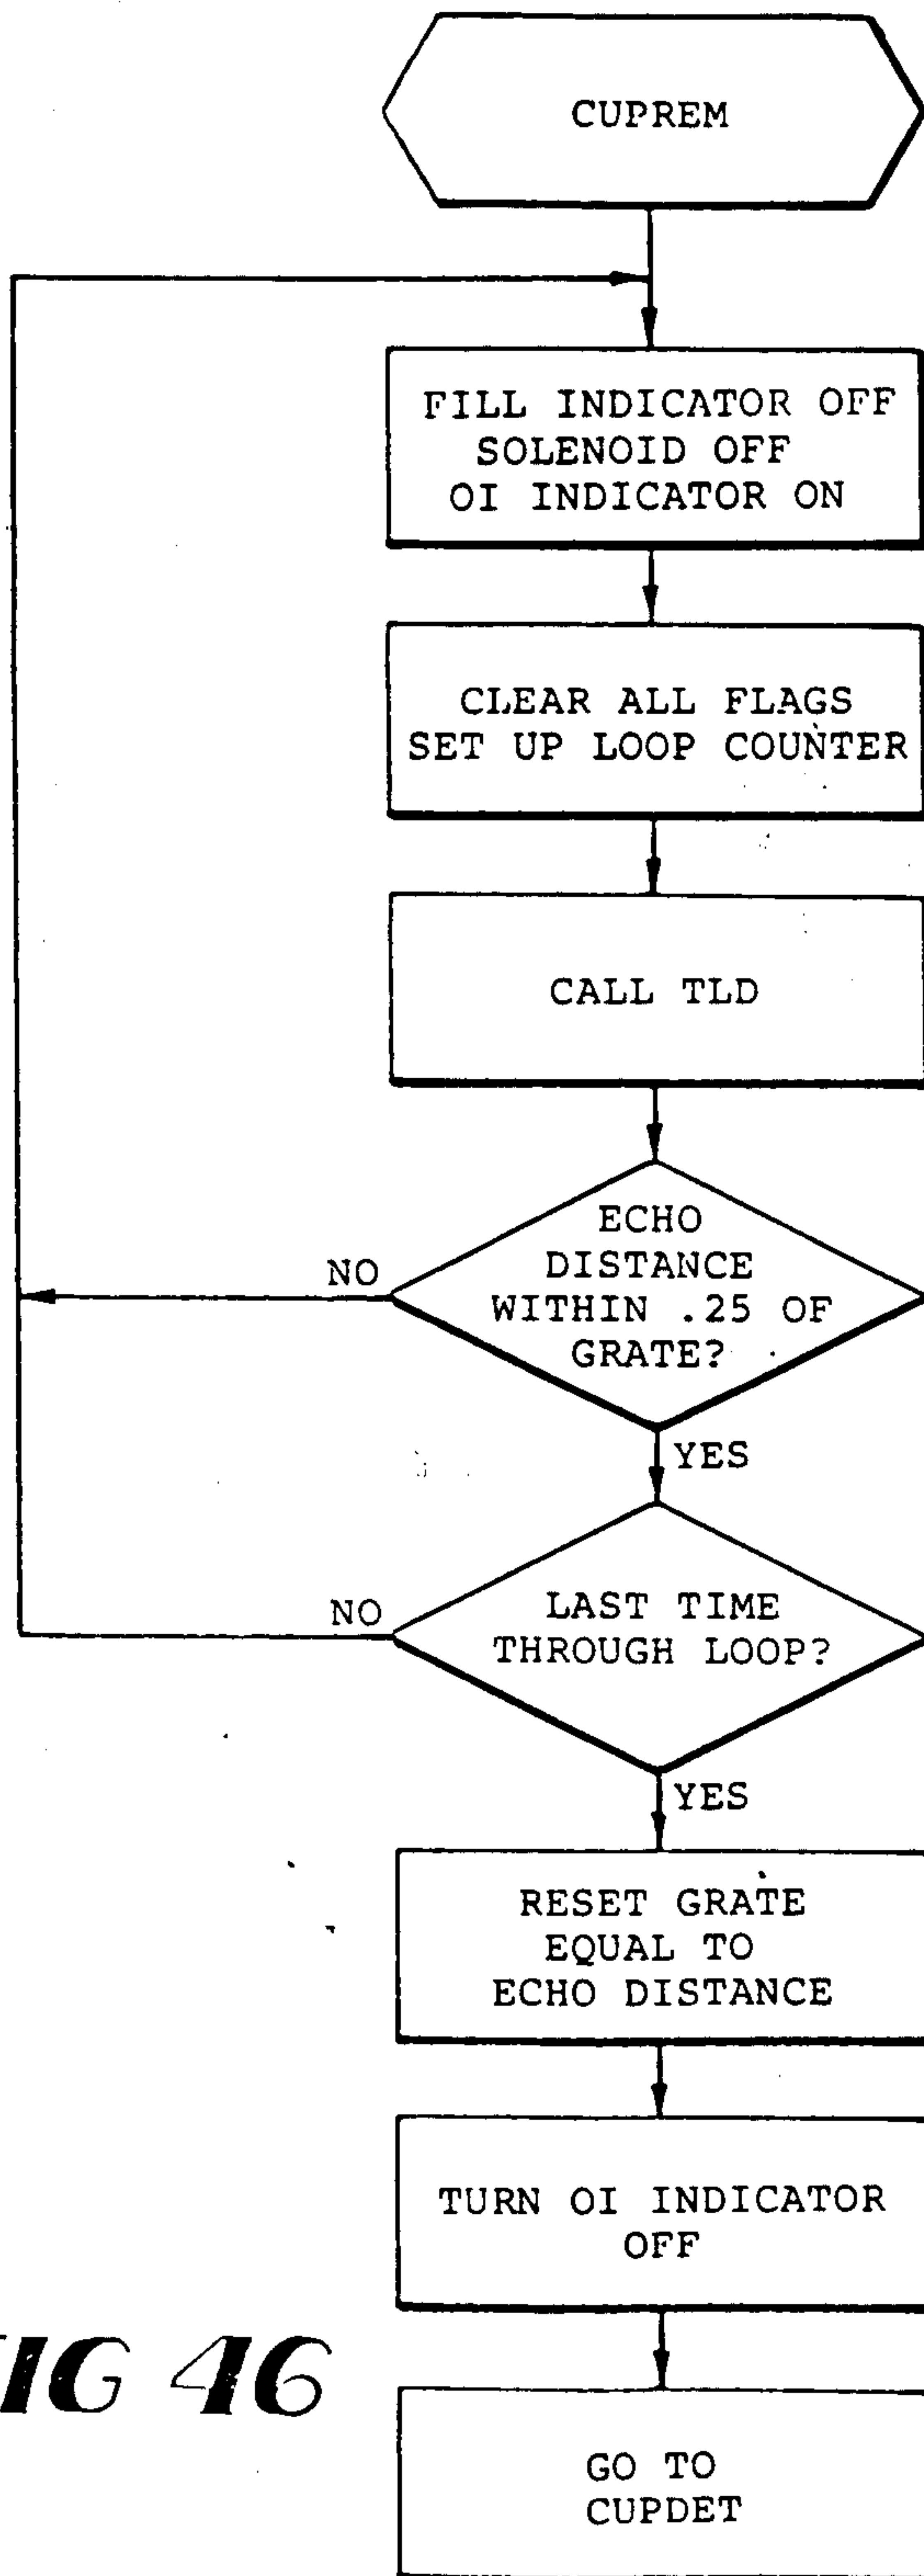 CUPREM
FILL INDICATOR OFF
SOLENOID OFF
OI INDICATOR ON
CLEAR ALL FLAGS
SET UP LOOP COUNTER
CALL TLD
ECHO
DISTANCE
WITHIN .25 OF
GRATE?
NO
YES
LAST TIME
THROUGH LOOP?
NO
YES
RESET GRATE
EQUAL TO
ECHO DISTANCE
TURN OI INDICATOR
OFF
GO TO
CUPDET
IG 46